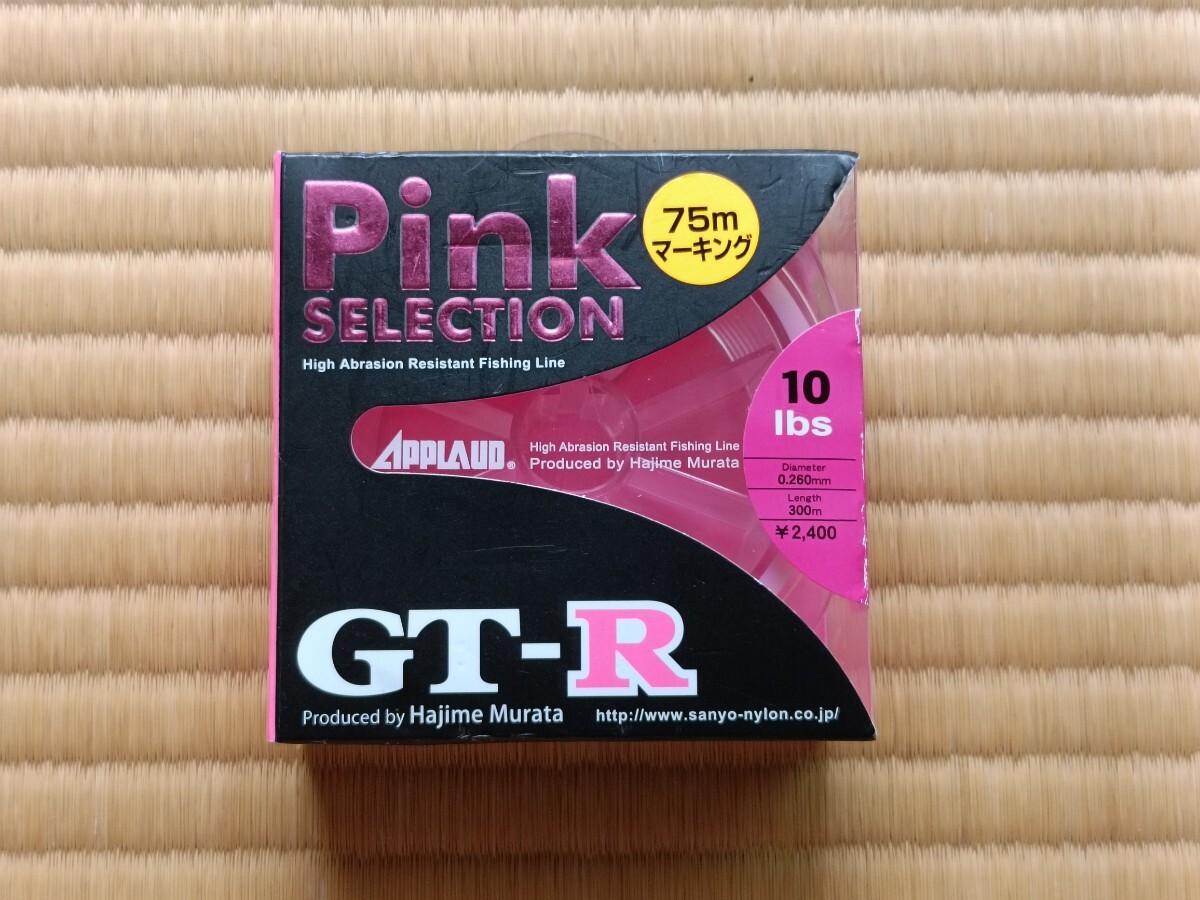 Pink
SELECTION
High Abrasion Resistant Fishing Line
75m
マーキング
APPLAUD®
High Abrasion Resistant Fishing Line
Produced by Hajime Murata
10
lbs
Diameter
0.260mm
Length
300m
¥2,400
GT-R
Produced by Hajime Murata
http://www.sanyo-nylon.co.jp/